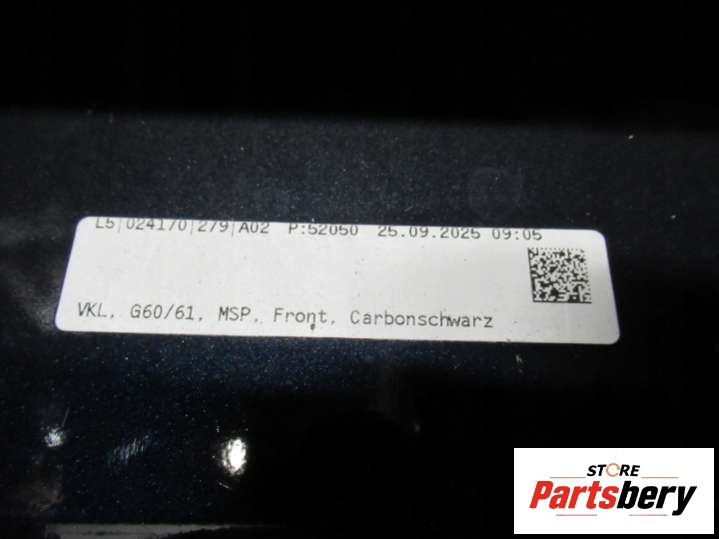 L5|024170|279|A02 P:52050 25.09.2025 09:05
VKL, G60/61, MSP, Front, Carbonschwarz
STORE
Partsbery